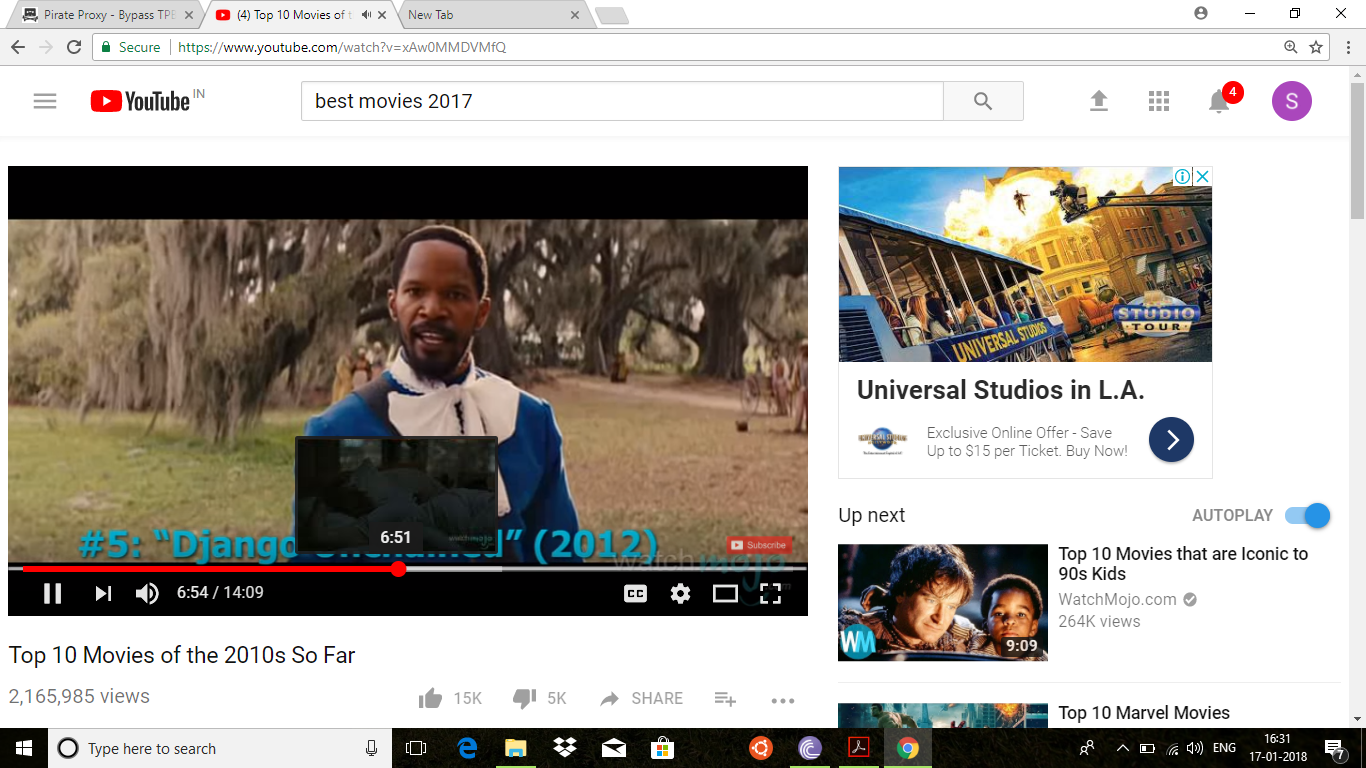 Pirate Proxy - Bypass TPB
(4) Top 10 Movies of t
New Tab
Secure
https://www.youtube.com/watch?v=xAw0MMDVMfQ
YouTube IN
best movies 2017
4
S
#5: “Django Unchained” (2012)
6:51
Subscribe
watchmojo
6:54 / 14:09
CC
Top 10 Movies of the 2010s So Far
2,165,985 views
15K
5K
SHARE
UNIVERSAL STUDIOS
STUDIO
TOUR
Universal Studios in L.A.
Exclusive Online Offer - Save
Up to $15 per Ticket. Buy Now!
Up next
AUTOPLAY
WM
9:09
Top 10 Movies that are Iconic to
90s Kids
WatchMojo.com
264K views
Top 10 Marvel Movies
Type here to search
ENG
16:31
17-01-2018
7